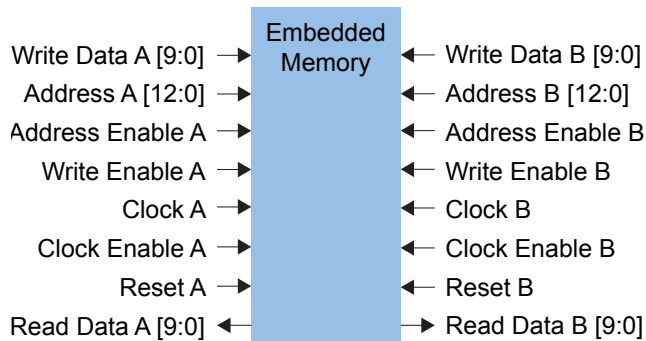 Embedded
Memory
Write Data A [9:0]
Address A [12:0]
Address Enable A
Write Enable A
Clock A
Clock Enable A
Reset A
Read Data A [9:0]
Write Data B [9:0]
Address B [12:0]
Address Enable B
Write Enable B
Clock B
Clock Enable B
Reset B
Read Data B [9:0]